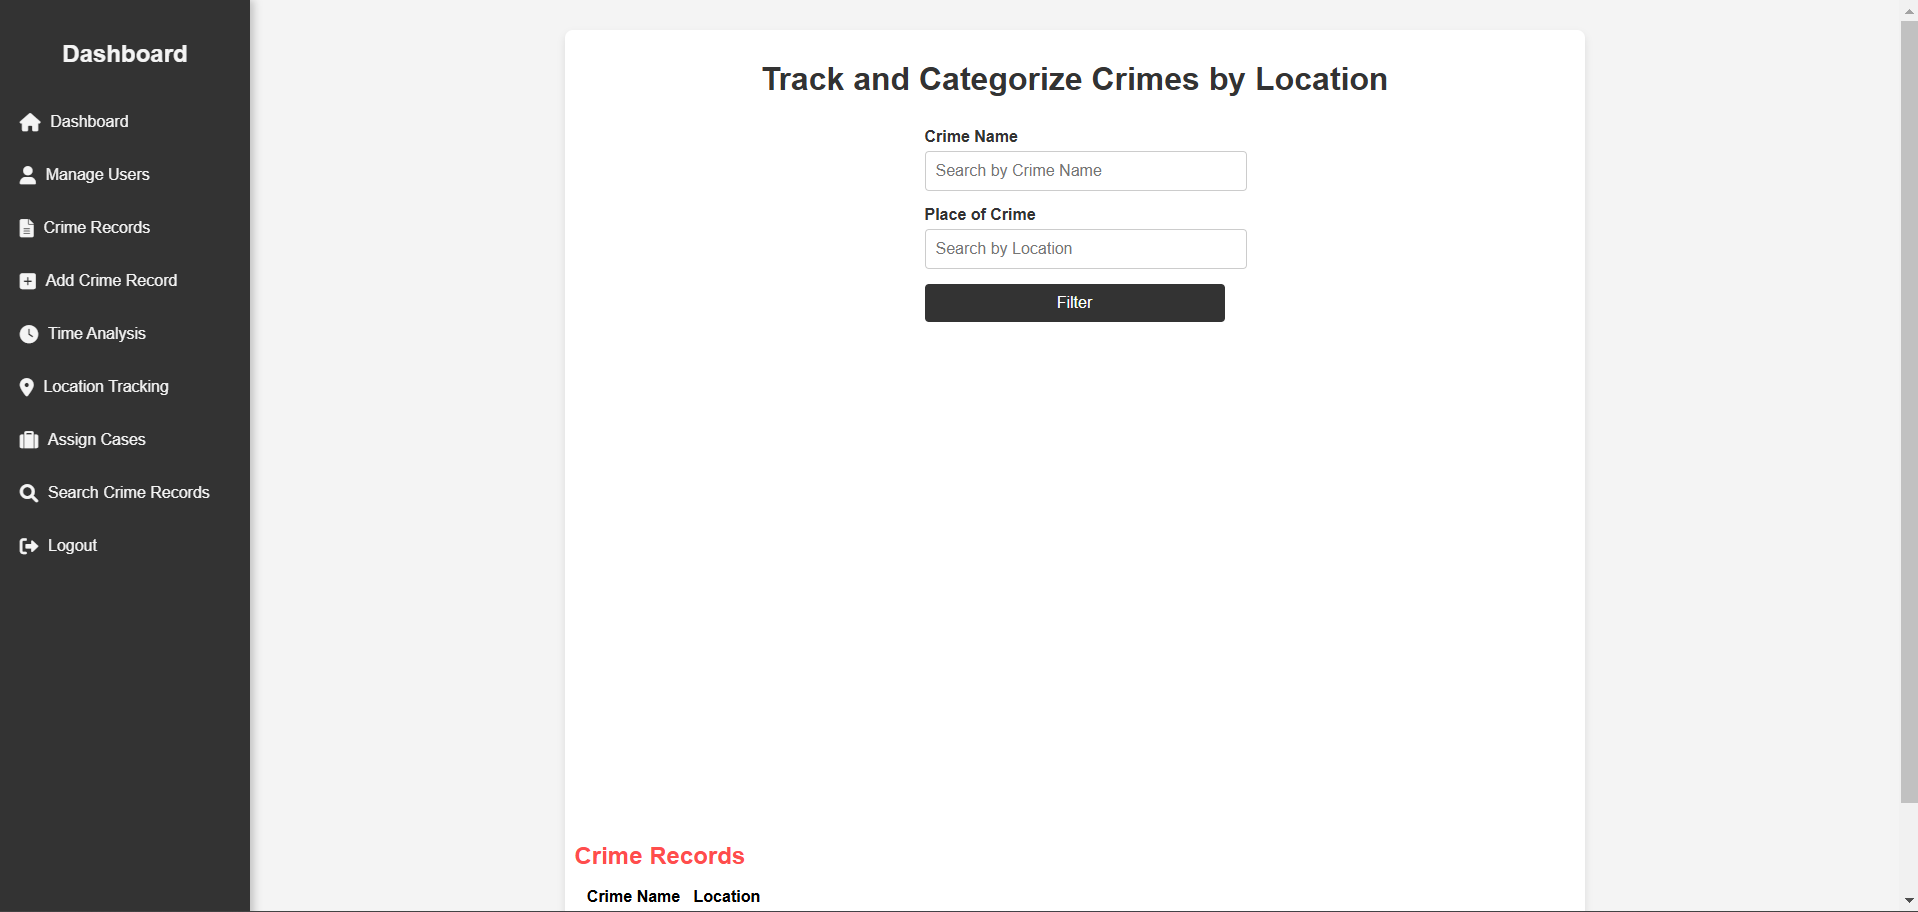 Dashboard
Dashboard
Manage Users
Crime Records
Add Crime Record
Time Analysis
Location Tracking
Assign Cases
Search Crime Records
Logout
Track and Categorize Crimes by Location
Crime Name
Search by Crime Name
Place of Crime
Search by Location
Filter
Crime Records
Crime Name Location